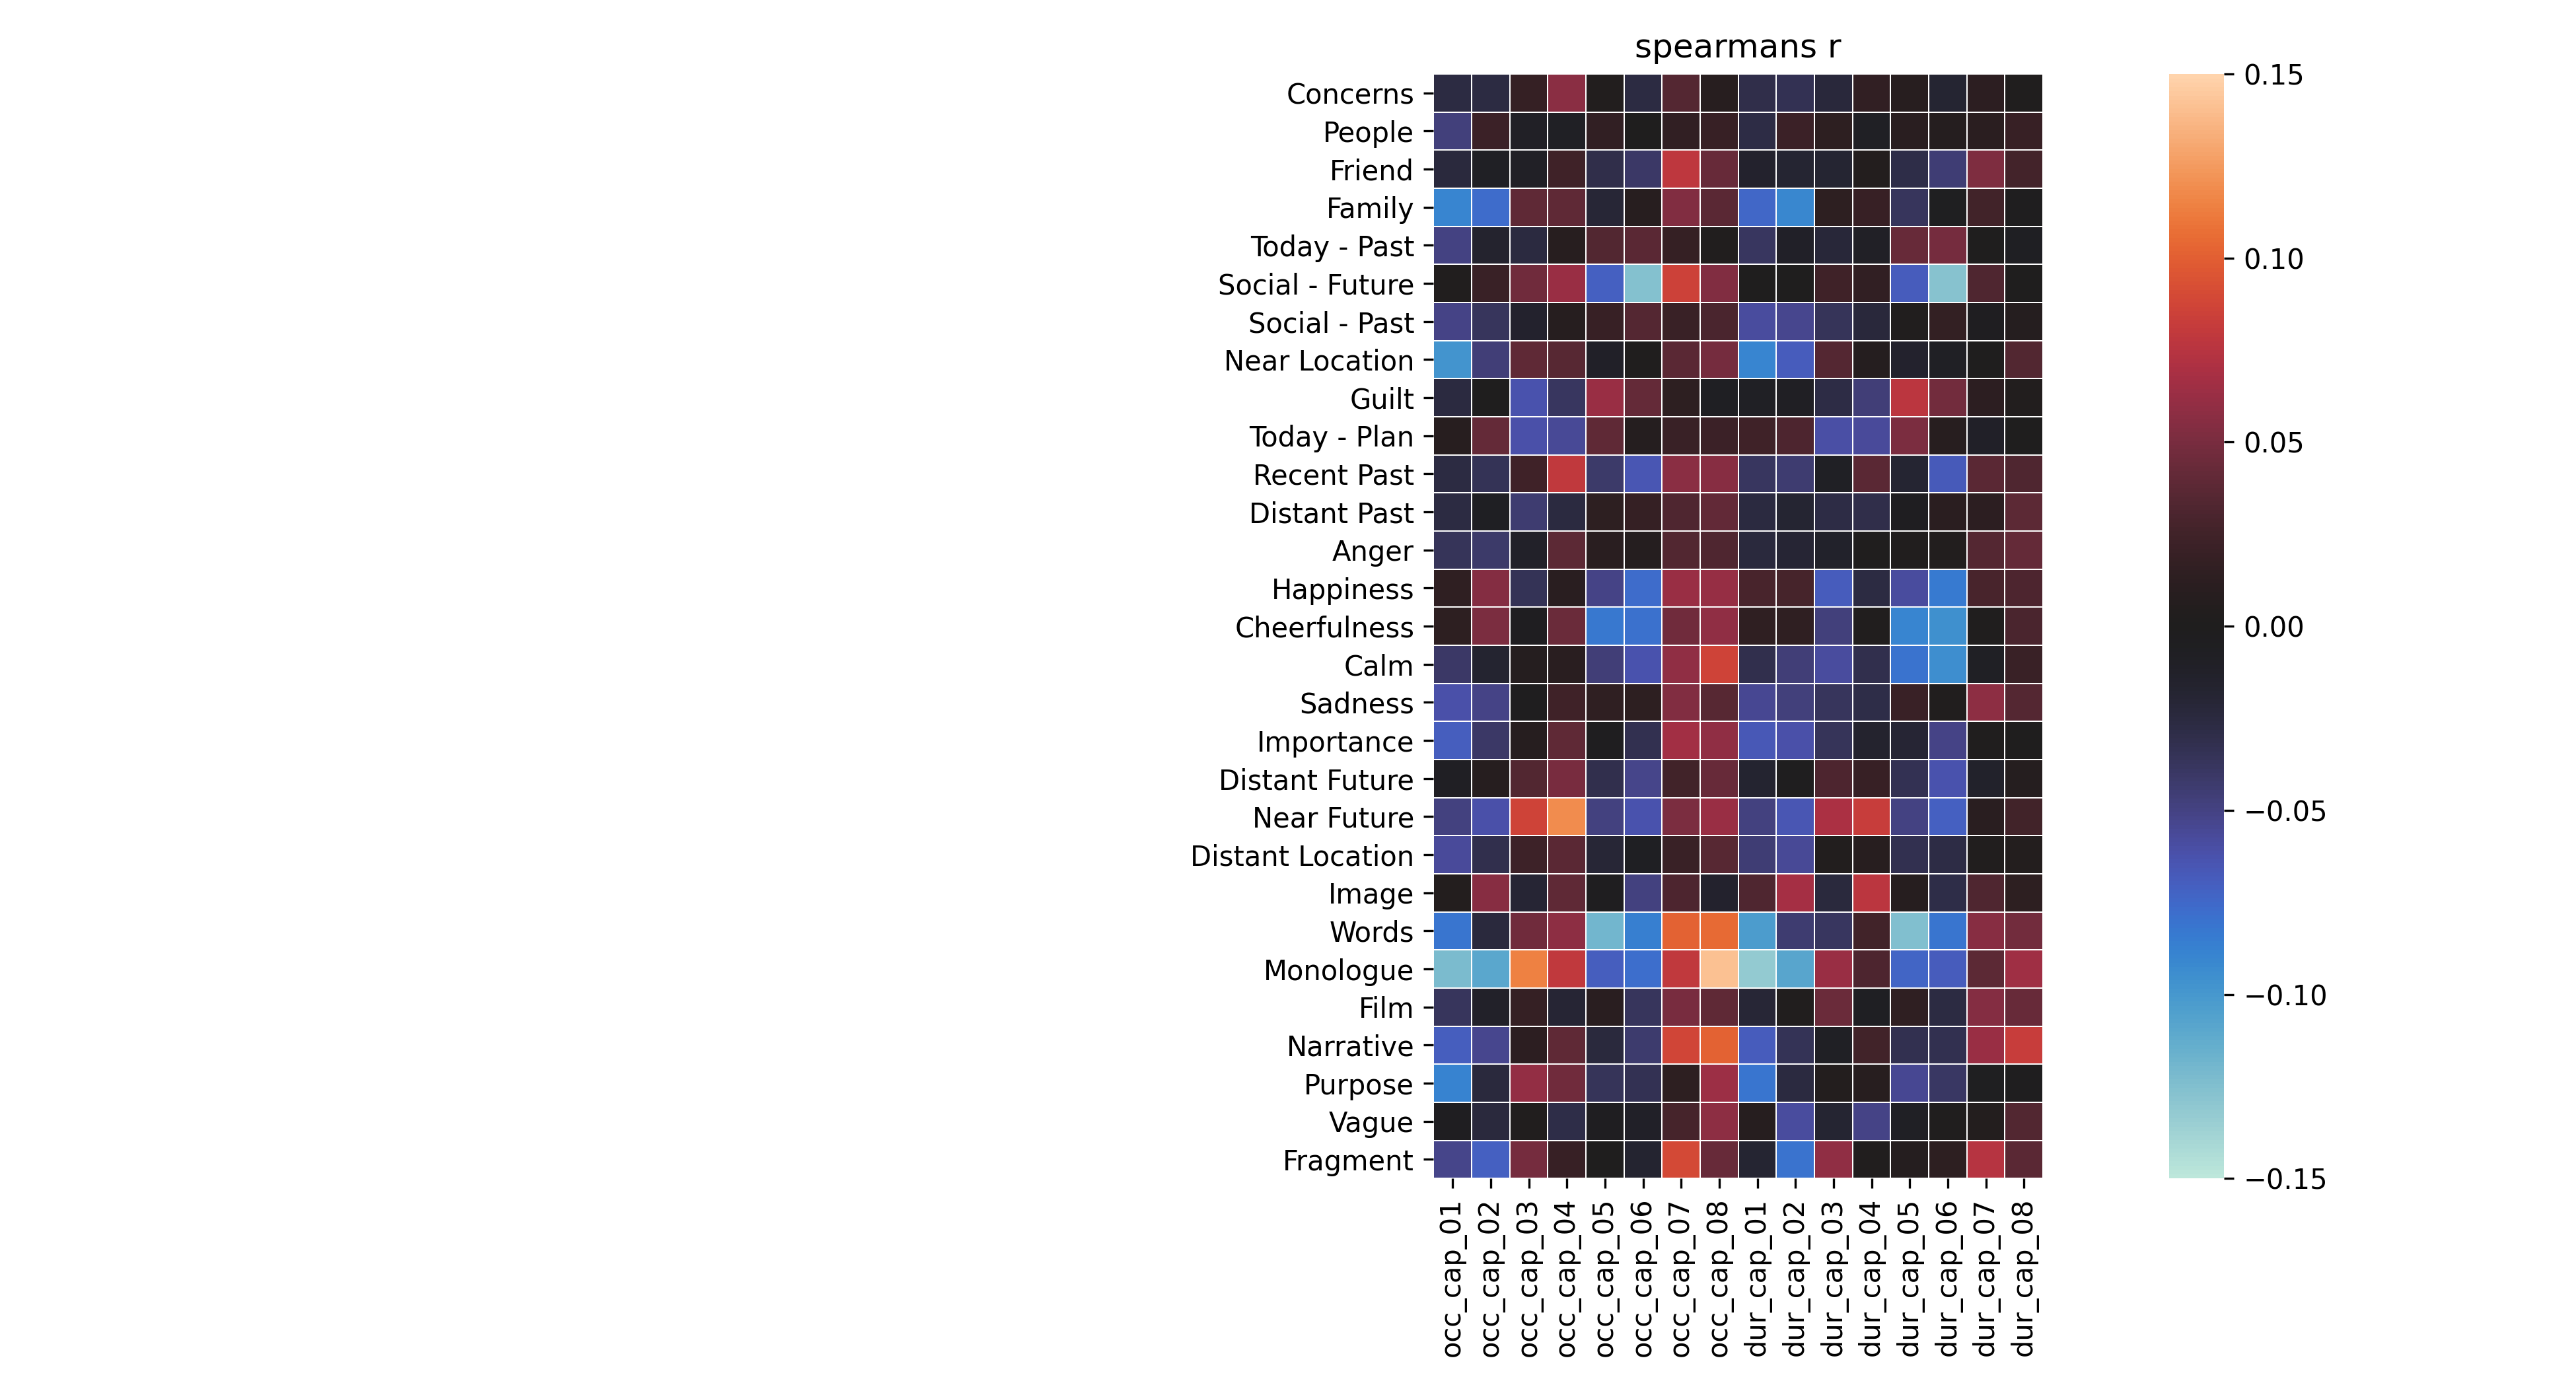 spearmans r
Concerns
People
Friend
Family
Today - Past
Social - Future
Social - Past
Near Location
Guilt
Today - Plan
Recent Past
Distant Past
Anger
Happiness
Cheerfulness
Calm
Sadness
Importance
Distant Future
Near Future
Distant Location
Image
Words
Monologue
Film
Narrative
Purpose
Vague
Fragment
occ_cap_01
occ_cap_02
occ_cap_03
occ_cap_04
occ_cap_05
occ_cap_06
occ_cap_07
occ_cap_08
dur_cap_01
dur_cap_02
dur_cap_03
dur_cap_04
dur_cap_05
dur_cap_06
dur_cap_07
dur_cap_08
0.15
0.10
0.05
0.00
−0.05
−0.10
−0.15